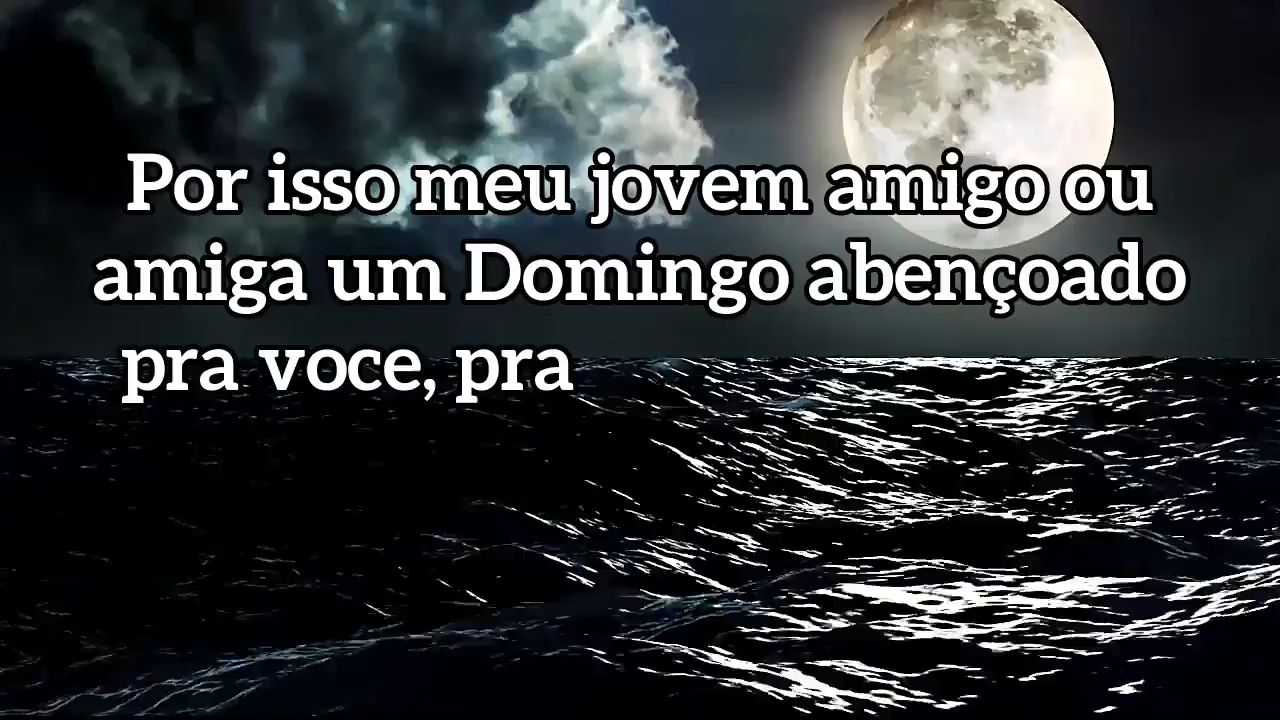 Por isso meu jovem amigo ou
amiga um Domingo abençoado
pra voce, pra